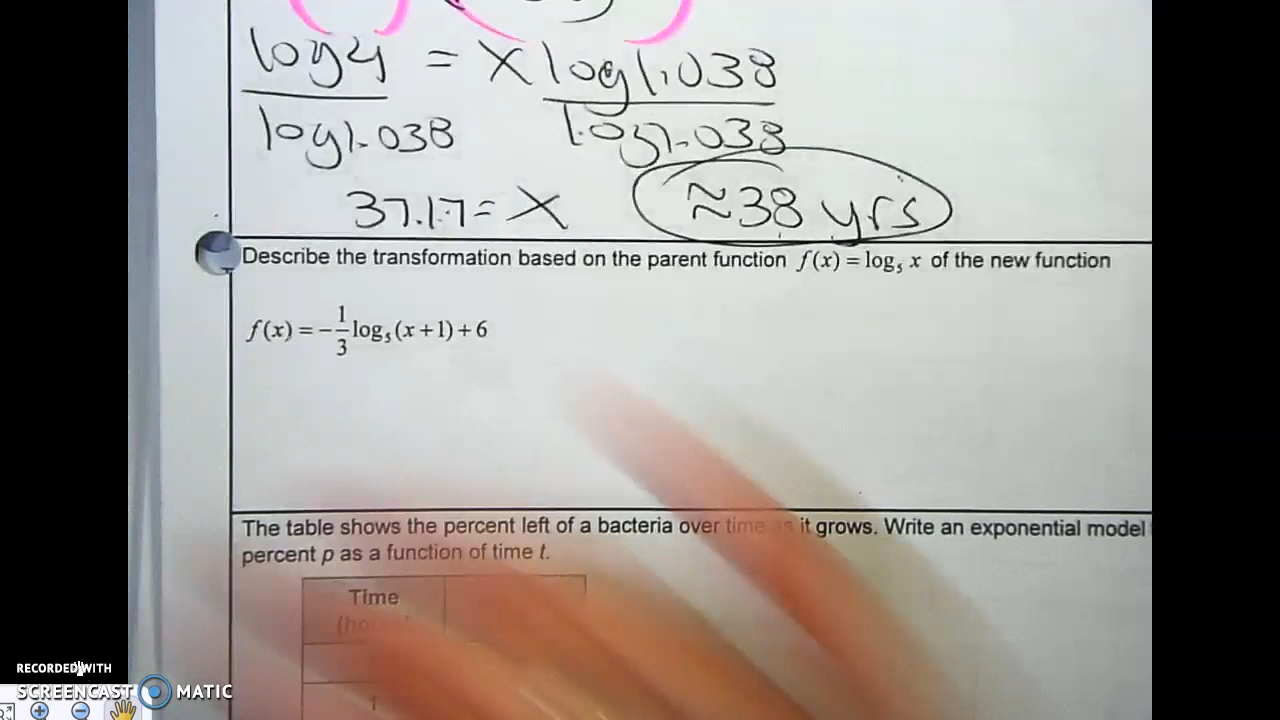 log4 = x log1.038
log1.038 log1.038
37.17 = x ≈38 yrs
Describe the transformation based on the parent function f(x) = log₅ x of the new function
f(x) = -1/3 log₅(x+1)+6
The table shows the percent left of a bacteria over time as it grows. Write an exponential model
percent p as a function of time t.
Time
1
RECORDED WITH
SCREENCAST MATIC